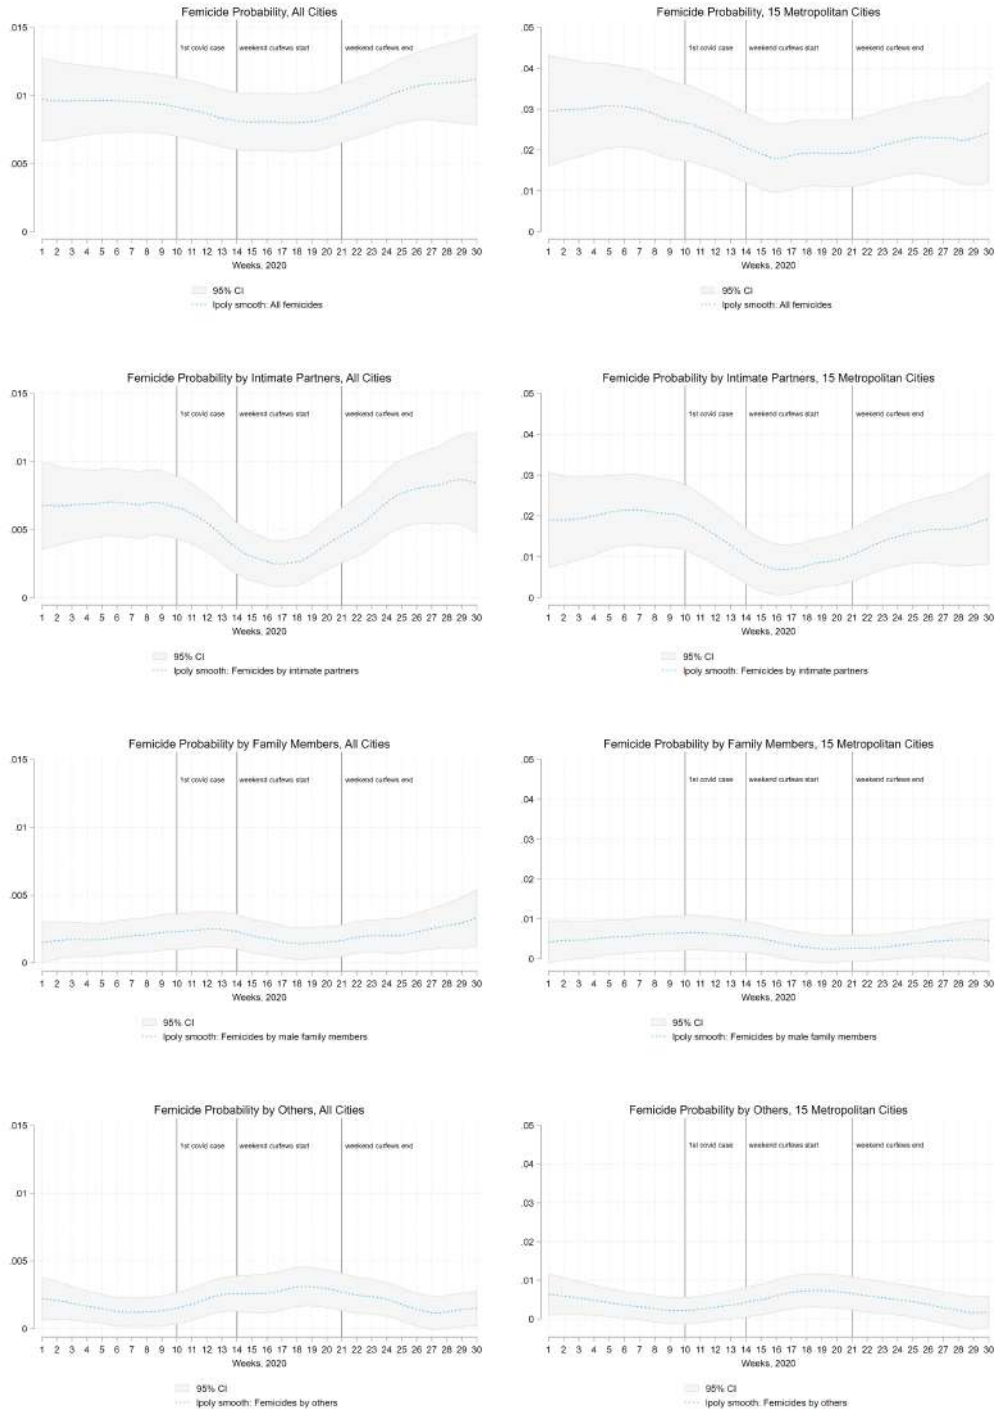 Femicide Probability, All Cities
.015
.01
.005
0
1st covid case
weekend curfews start
weekend curfews end
1 2 3 4 5 6 7 8 9 10 11 12 13 14 15 16 17 18 19 20 21 22 23 24 25 26 27 28 29 30
Weeks, 2020
95% CI
lpoly smooth: All femicides
Femicide Probability, 15 Metropolitan Cities
.05
.04
.03
.02
.01
0
1st covid case
weekend curfews start
weekend curfews end
1 2 3 4 5 6 7 8 9 10 11 12 13 14 15 16 17 18 19 20 21 22 23 24 25 26 27 28 29 30
Weeks, 2020
95% CI
lpoly smooth: All femicides
Femicide Probability by Intimate Partners, All Cities
.015
.01
.005
0
1st covid case
weekend curfews start
weekend curfews end
1 2 3 4 5 6 7 8 9 10 11 12 13 14 15 16 17 18 19 20 21 22 23 24 25 26 27 28 29 30
Weeks, 2020
95% CI
lpoly smooth: Femicides by intimate partners
Femicide Probability by Intimate Partners, 15 Metropolitan Cities
.05
.04
.03
.02
.01
0
1st covid case
weekend curfews start
weekend curfews end
1 2 3 4 5 6 7 8 9 10 11 12 13 14 15 16 17 18 19 20 21 22 23 24 25 26 27 28 29 30
Weeks, 2020
95% CI
lpoly smooth: Femicides by intimate partners
Femicide Probability by Family Members, All Cities
.015
.01
.005
0
1st covid case
weekend curfews start
weekend curfews end
1 2 3 4 5 6 7 8 9 10 11 12 13 14 15 16 17 18 19 20 21 22 23 24 25 26 27 28 29 30
Weeks, 2020
95% CI
lpoly smooth: Femicides by male family members
Femicide Probability by Family Members, 15 Metropolitan Cities
.05
.04
.03
.02
.01
0
1st covid case
weekend curfews start
weekend curfews end
1 2 3 4 5 6 7 8 9 10 11 12 13 14 15 16 17 18 19 20 21 22 23 24 25 26 27 28 29 30
Weeks, 2020
95% CI
lpoly smooth: Femicides by male family members
Femicide Probability by Others, All Cities
.015
.01
.005
0
1st covid case
weekend curfews start
weekend curfews end
1 2 3 4 5 6 7 8 9 10 11 12 13 14 15 16 17 18 19 20 21 22 23 24 25 26 27 28 29 30
Weeks, 2020
95% CI
lpoly smooth: Femicides by others
Femicide Probability by Others, 15 Metropolitan Cities
.05
.04
.03
.02
.01
0
1st covid case
weekend curfews start
weekend curfews end
1 2 3 4 5 6 7 8 9 10 11 12 13 14 15 16 17 18 19 20 21 22 23 24 25 26 27 28 29 30
Weeks, 2020
95% CI
lpoly smooth: Femicides by others